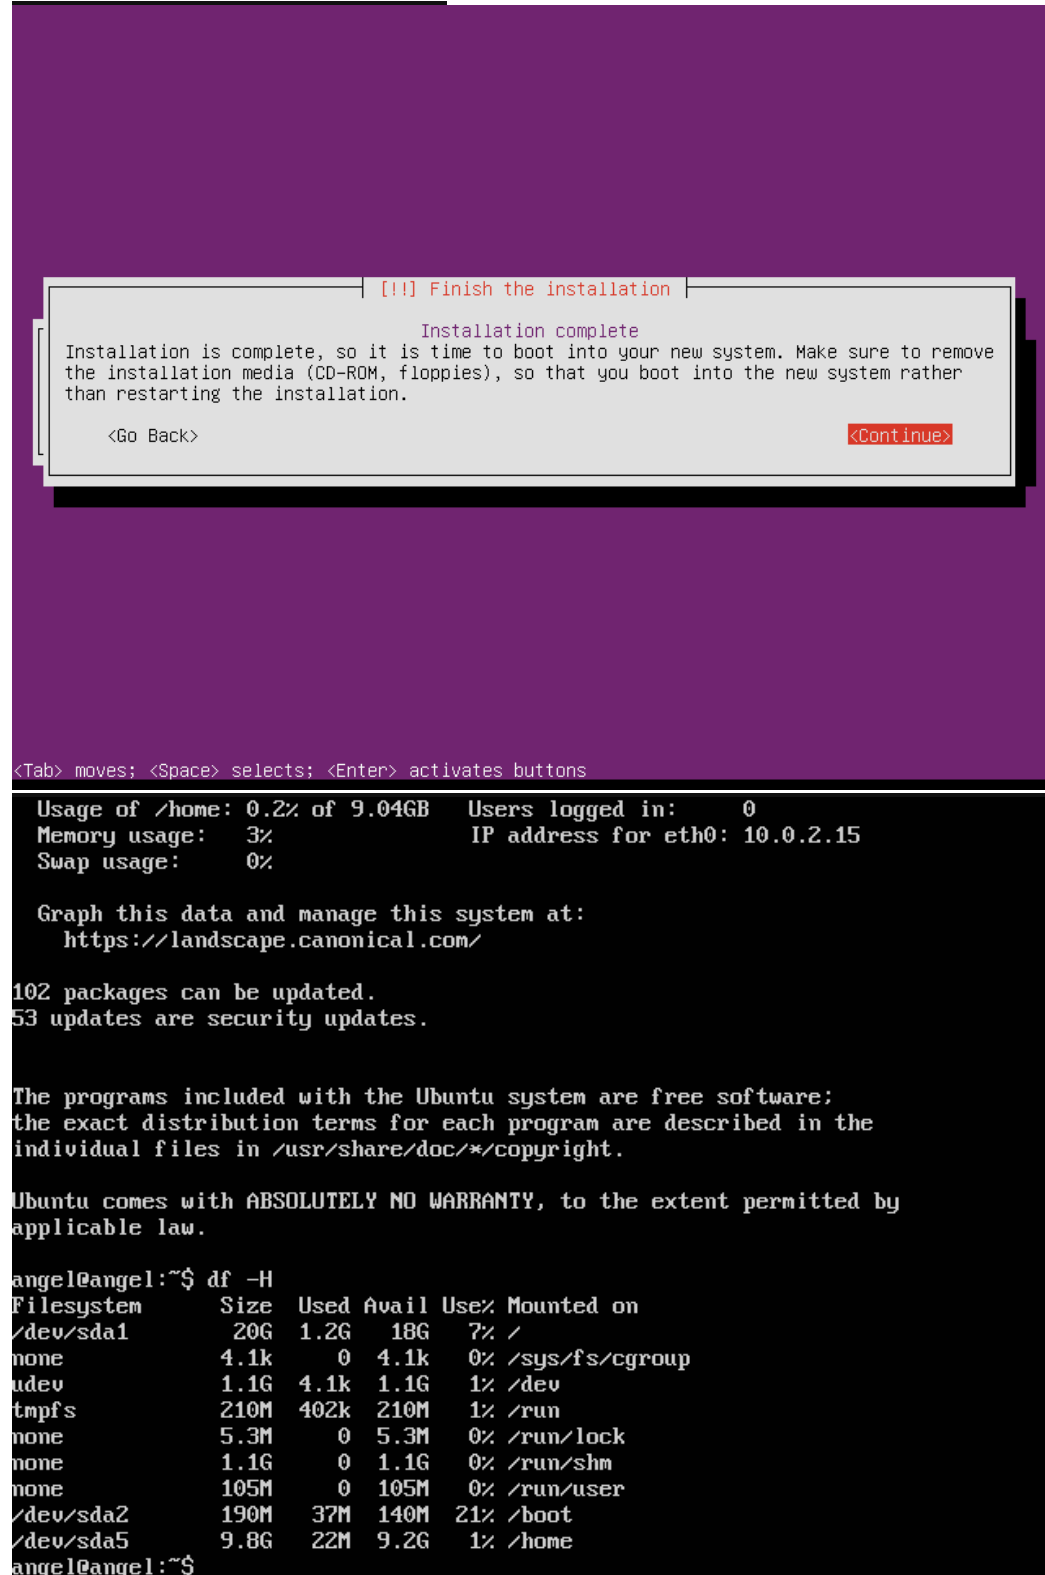 [!!] Finish the installation
Installation complete
Installation is complete, so it is time to boot into your new system. Make sure to remove
the installation media (CD-ROM, floppies), so that you boot into the new system rather
than restarting the installation.
<Go Back> <Continue>
<Tab> moves; <Space> selects; <Enter> activates buttons
Usage of /home: 0.2% of 9.04GB Users logged in: 0
Memory usage: 3% IP address for eth0: 10.0.2.15
Swap usage: 0%
Graph this data and manage this system at:
https://landscape.canonical.com/
102 packages can be updated.
53 updates are security updates.
The programs included with the Ubuntu system are free software;
the exact distribution terms for each program are described in the
individual files in /usr/share/doc/*/copyright.
Ubuntu comes with ABSOLUTELY NO WARRANTY, to the extent permitted by
applicable law.
angel@angel:~$ df -H
Filesystem Size Used Avail Use% Mounted on
/dev/sda1 20G 1.2G 18G 7% /
none 4.1k 0 4.1k 0% /sys/fs/cgroup
udev 1.1G 4.1k 1.1G 1% /dev
tmpfs 210M 402k 210M 1% /run
none 5.3M 0 5.3M 0% /run/lock
none 1.1G 0 1.1G 0% /run/shm
none 105M 0 105M 0% /run/user
/dev/sda2 190M 37M 140M 21% /boot
/dev/sda5 9.8G 22M 9.2G 1% /home
angel@angel:~$